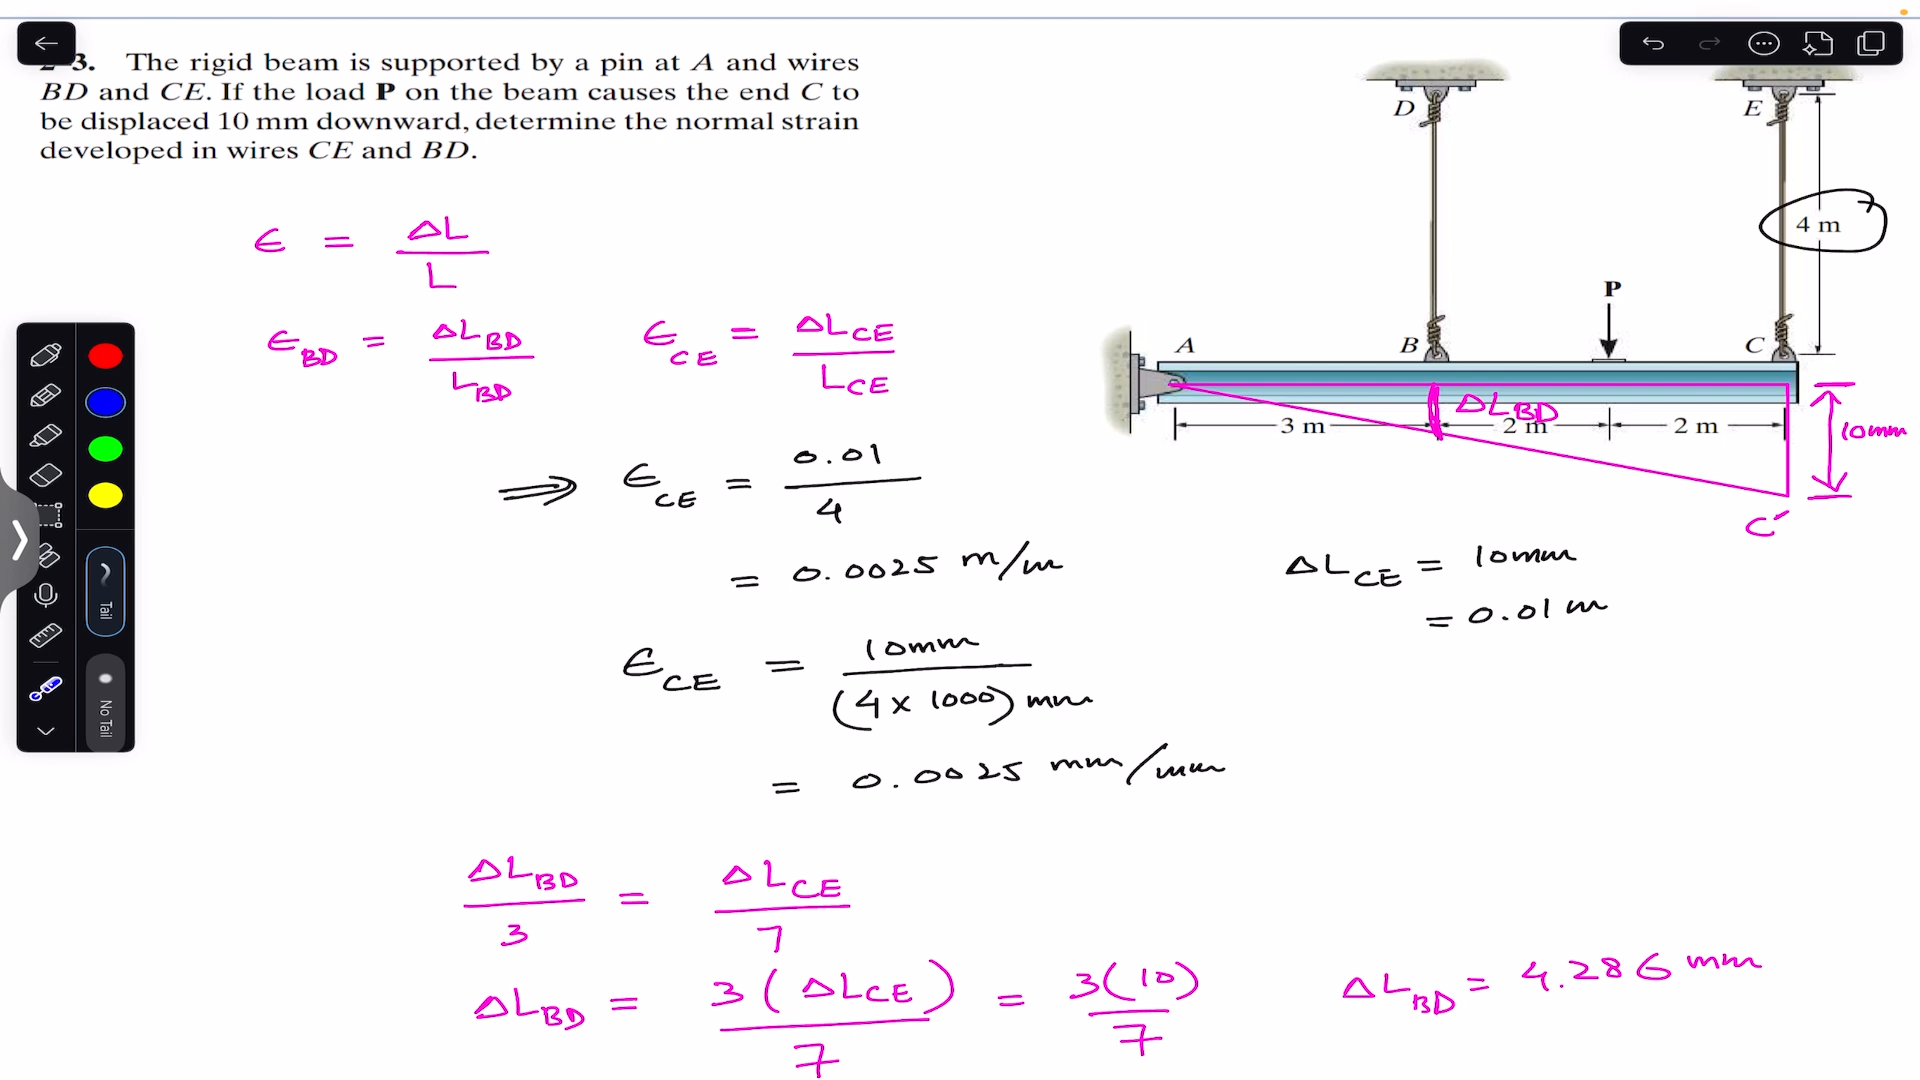 3. The rigid beam is supported by a pin at A and wires
BD and CE. If the load P on the beam causes the end C to
be displaced 10 mm downward, determine the normal strain
developed in wires CE and BD.
D
E
4 m
P
A
B
C
3 m
2 m
2 m
ΔL_BD
10mm
C'
ϵ = ΔL / L
ϵ_BD = ΔL_BD / L_BD
ϵ_CE = ΔL_CE / L_CE
⇒ ϵ_CE = 0.01 / 4
= 0.0025 m/m
ΔL_CE = 10mm
= 0.01 m
ϵ_CE = 10mm / (4 x 1000) mm
= 0.0025 mm/mm
ΔL_BD / 3 = ΔL_CE / 7
ΔL_BD = 3(ΔL_CE) / 7 = 3(10) / 7
ΔL_BD = 4.286 mm
Tail
No Tail